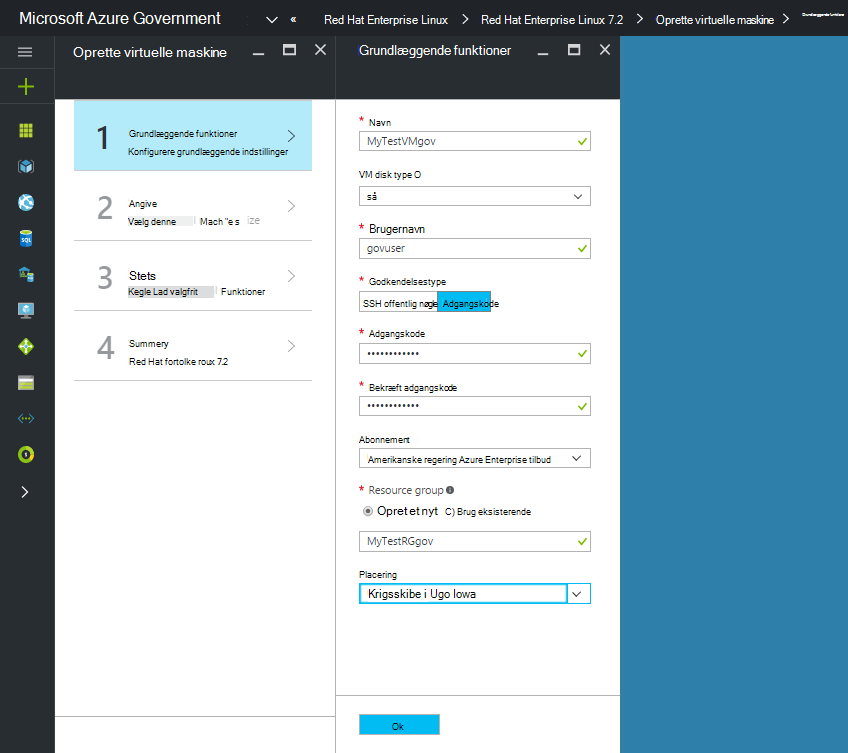 Microsoft Azure Government « Red Hat Enterprise Linux Red Hat Enterprise Linux 7.2 Oprette virtuelle maskine Grundlæggende funktioner
Oprette virtuelle maskine
1
Grundlæggende funktioner
Konfigurere grundlæggende indstillinger
2
Angive
Vælg denne Mach "e s ize
3
Stets
Kegle Lad valgfrit Funktioner
4
Summery
Red Hat fortolke roux 7.2
Grundlæggende funktioner
* Navn
MyTestVMgov
VM disk type O
så
* Brugernavn
govuser
* Godkendelsestype
SSH offentlig nøgle Adgangskode
* Adgangskode
••••••••••••
* Bekræft adgangskode
••••••••••••
Abonnement
Amerikanske regering Azure Enterprise tilbud
* Resource group
Opret et nyt C) Brug eksisterende
MyTestRGgov
Placering
Krigsskibe i Ugo Iowa
Ok